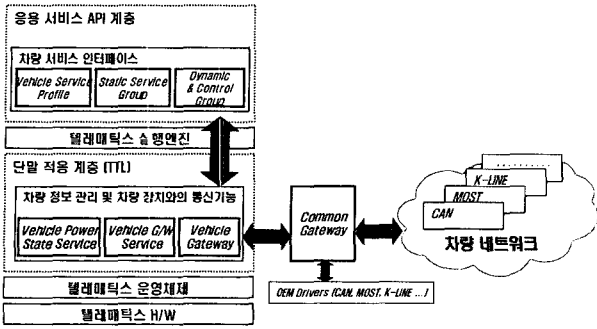 응용 서비스 API 계층
차량 서비스 인터페이스
Vehicle Service
Profile
Static Service
Group
Dynamic
& Control
Group
텔레매틱스 실행엔진
단말 적응 계층 (TTL)
차량 정보 관리 및 차량 장치와의 통신기능
Vehicle Power
State Service
Vehicle G/W
Service
Vehicle
Gateway
텔레매틱스 운영체제
텔레매틱스 H/W
Common
Gateway
OEM Drivers (CAN, MOST, K-LINE ...)
.........
K-LINE
MOST
CAN
차량 네트워크